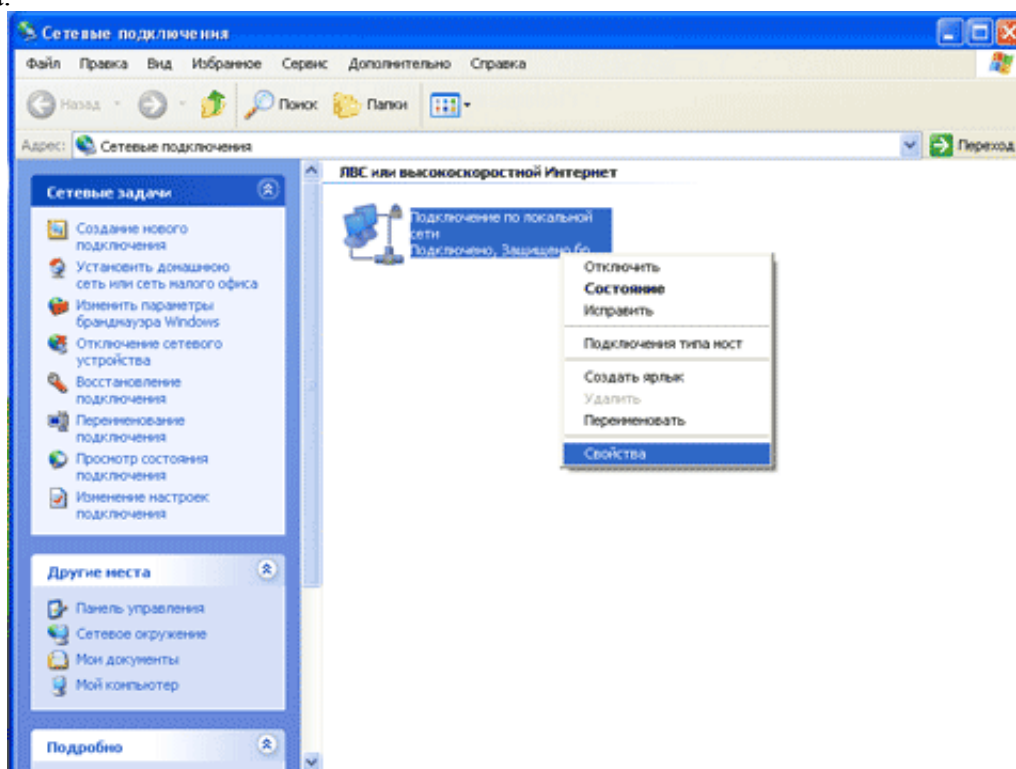 Сетевые подключения
Файл Правка Вид Избранное Сервис Дополнительно Справка
Назад Поиск Папки
Адрес: Сетевые подключения Переход
Сетевые задачи
Создание нового
подключения
Установить домашнюю
сеть или сеть малого офиса
Изменить параметры
брандмауэра Windows
Отключение сетевого
устройства
Восстановление
подключения
Переименование
подключения
Просмотр состояния
подключения
Изменение настроек
подключения
Другие места
Панель управления
Сетевое окружение
Мои документы
Мой компьютер
Подробно
ЛВС или высокоскоростной Интернет
Подключение по локальной
сети
Подключено, Защищено бр...
Отключить
Состояние
Исправить
Подключения типа мост
Создать ярлык
Удалить
Переименовать
Свойства